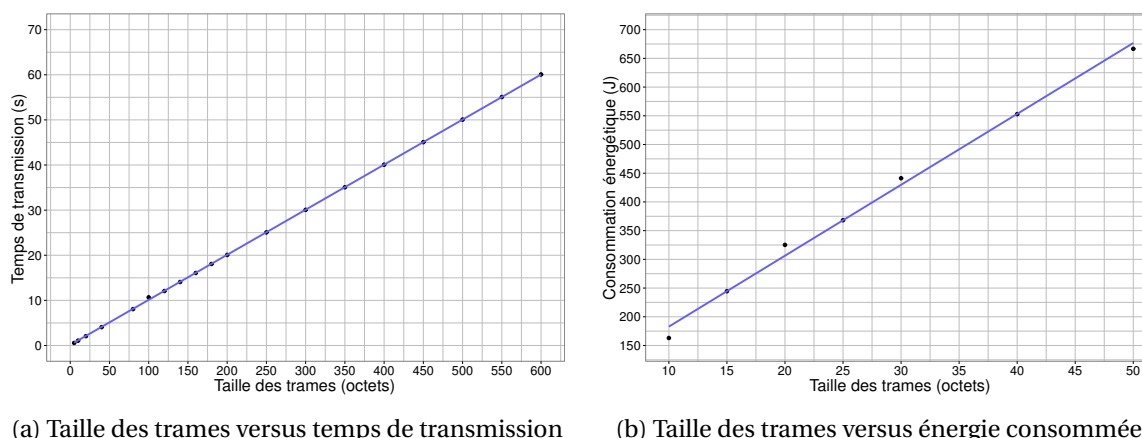 70
60
50
40
30
20
10
0
Temps de transmission (s)
0 50 100 150 200 250 300 350 400 450 500 550 600
Taille des trames (octets)
(a) Taille des trames versus temps de transmission
700
650
600
550
500
450
400
350
300
250
200
150
Consommation énergétique (J)
10 15 20 25 30 35 40 45 50
Taille des trames (octets)
(b) Taille des trames versus énergie consommée